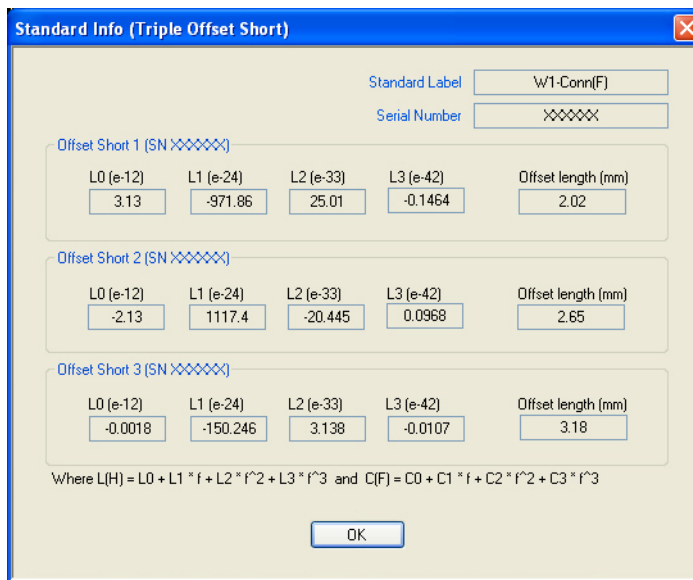 Standard Info (Triple Offset Short)
Standard Label W1-Conn(F)
Serial Number XXXXXX
Offset Short 1 (SN XXXXXX)
L0 (e-12) L1 (e-24) L2 (e-33) L3 (e-42) Offset length (mm)
3.13 -971.86 25.01 -0.1464 2.02
Offset Short 2 (SN XXXXXX)
L0 (e-12) L1 (e-24) L2 (e-33) L3 (e-42) Offset length (mm)
-2.13 1117.4 -20.445 0.0968 2.65
Offset Short 3 (SN XXXXXX)
L0 (e-12) L1 (e-24) L2 (e-33) L3 (e-42) Offset length (mm)
-0.0018 -150.246 3.138 -0.0107 3.18
Where L(H) = L0 + L1 * f + L2 * f^2 + L3 * f^3 and C(F) = C0 + C1 * f + C2 * f^2 + C3 * f^3
OK